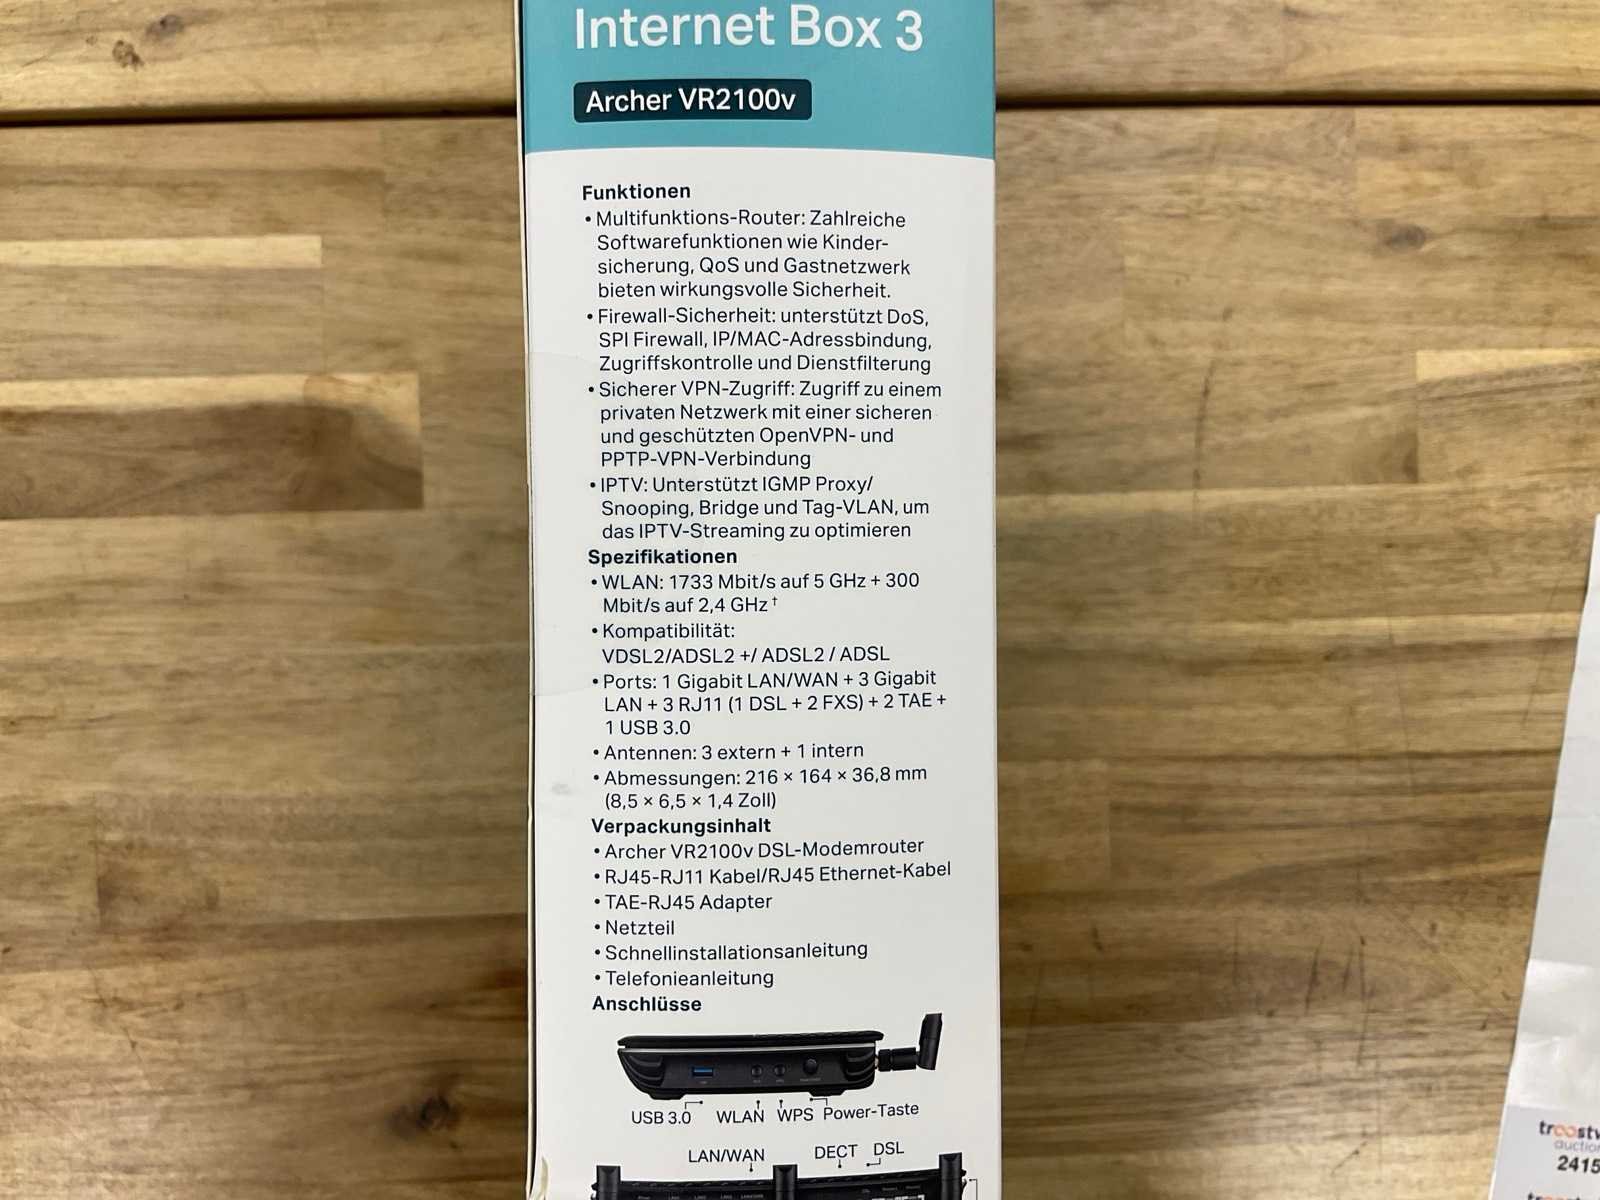 Internet Box 3
Archer VR2100v
Funktionen
• Multifunktions-Router: Zahlreiche
Softwarefunktionen wie Kinder-
sicherung, QoS und Gastnetzwerk
bieten wirkungsvolle Sicherheit.
• Firewall-Sicherheit: unterstützt DoS,
SPI Firewall, IP/MAC-Adressbindung,
Zugriffskontrolle und Dienstfilterung
• Sicherer VPN-Zugriff: Zugriff zu einem
privaten Netzwerk mit einer sicheren
und geschützten OpenVPN- und
PPTP-VPN-Verbindung
• IPTV: Unterstützt IGMP Proxy/
Snooping, Bridge und Tag-VLAN, um
das IPTV-Streaming zu optimieren
Spezifikationen
• WLAN: 1733 Mbit/s auf 5 GHz + 300
Mbit/s auf 2,4 GHz †
• Kompatibilität:
VDSL2/ADSL2 +/ ADSL2 / ADSL
• Ports: 1 Gigabit LAN/WAN + 3 Gigabit
LAN + 3 RJ11 (1 DSL + 2 FXS) + 2 TAE +
1 USB 3.0
• Antennen: 3 extern + 1 intern
• Abmessungen: 216 × 164 × 36,8 mm
(8,5 × 6,5 × 1,4 Zoll)
Verpackungsinhalt
• Archer VR2100v DSL-Modemrouter
• RJ45-RJ11 Kabel/RJ45 Ethernet-Kabel
• TAE-RJ45 Adapter
• Netzteil
• Schnellinstallationsanleitung
• Telefonieanleitung
Anschlüsse
USB 3.0 WLAN WPS Power-Taste
LAN/WAN DECT DSL
troostw
auction
2415